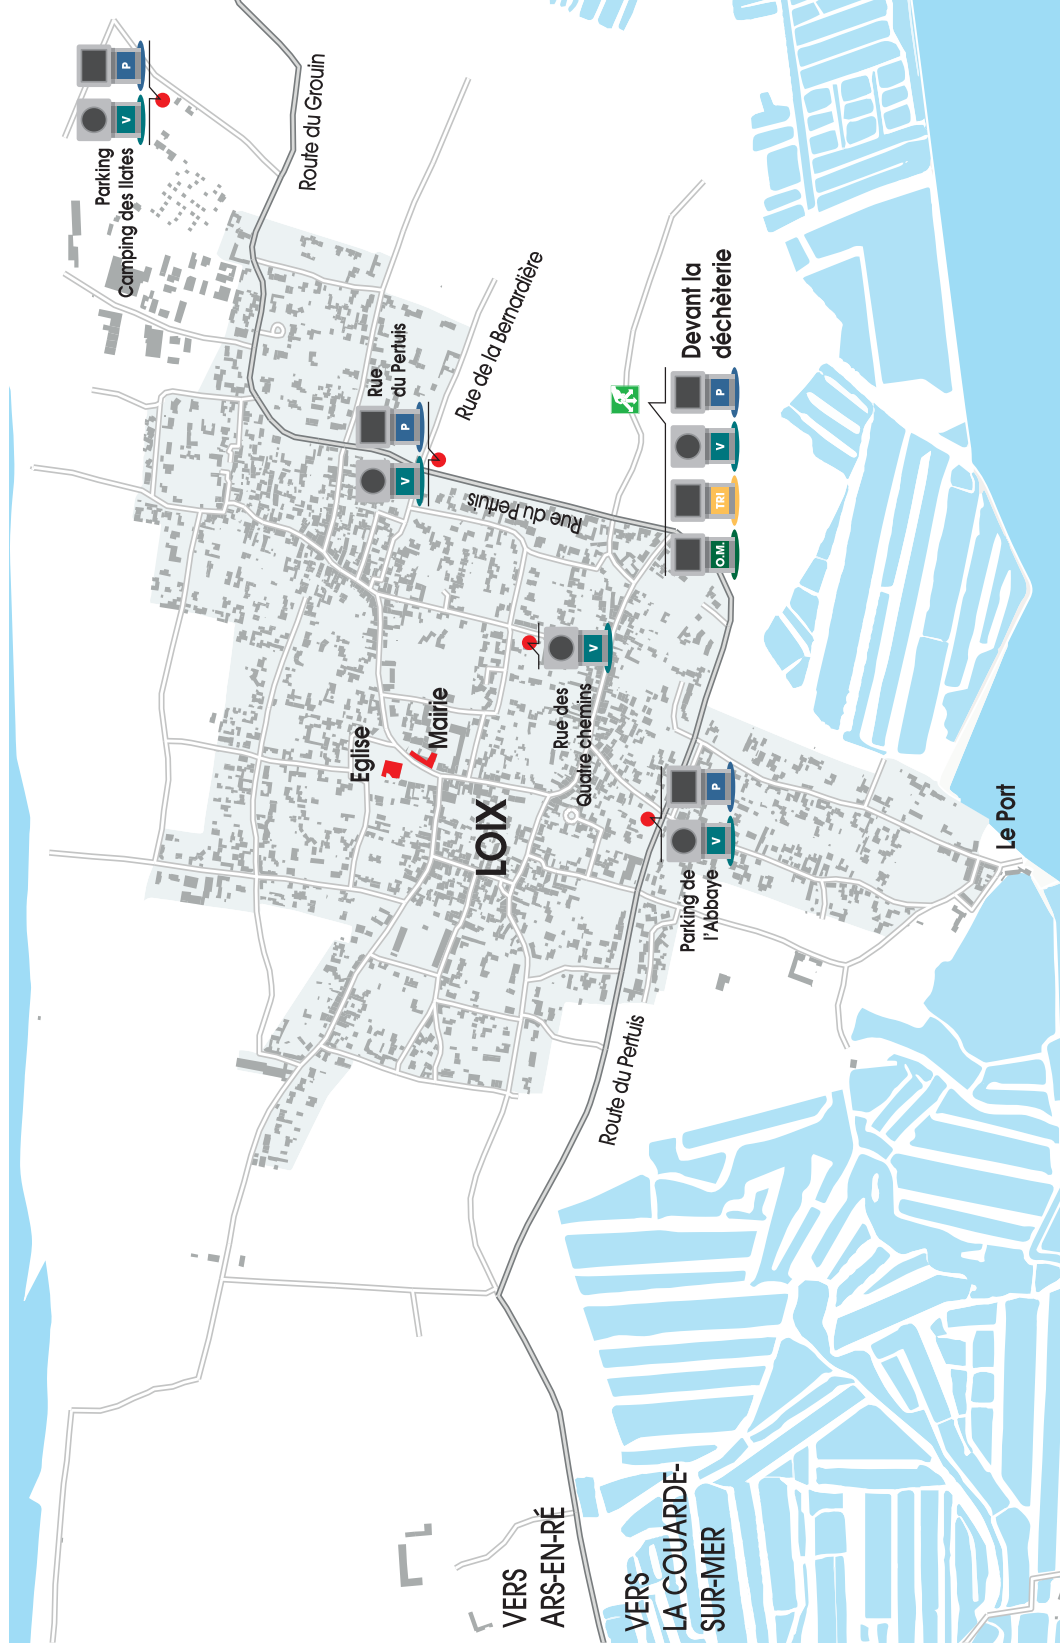 VERS
ARS-EN-RÉ
VERS
LA COUARDE-
SUR-MER
Route du Pertuis
LOIX
Eglise
Mairie
Parking de
l'Abbaye
V
P
Le Port
Rue des
Quatre chemins
V
Rue du Pertuis
Rue
du Pertuis
V
P
Rue de la Bernardière
Devant la
déchèterie
O.M.
TRI
V
P
Route du Grouin
Parking
Camping des Ilates
V
P